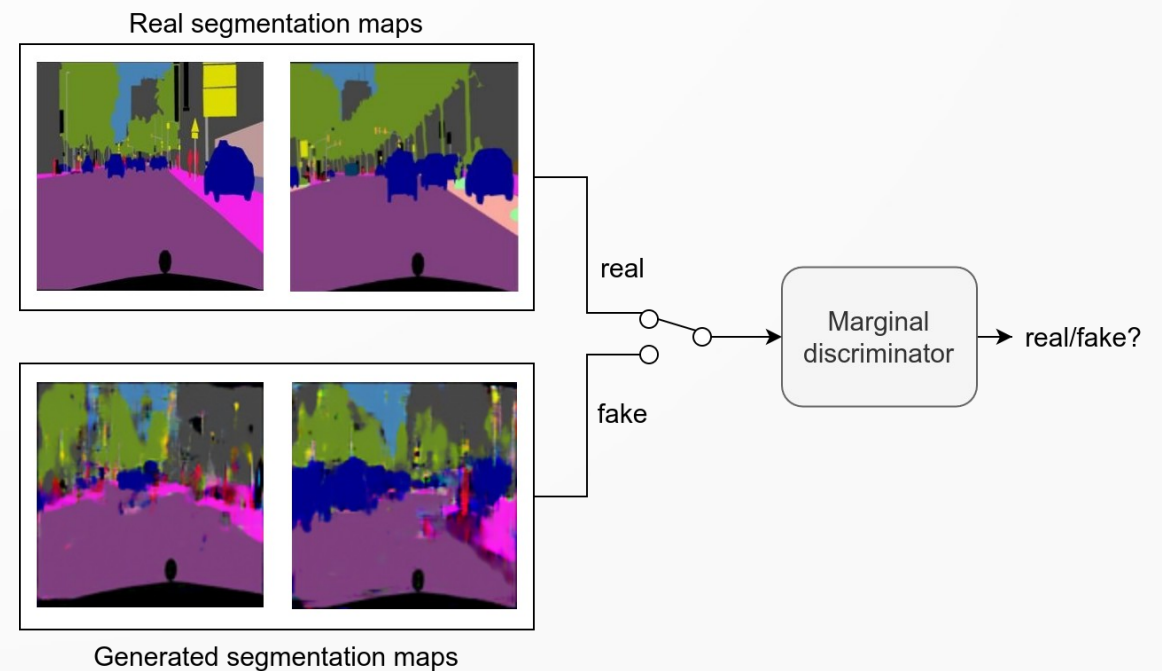 Real segmentation maps
real
Marginal
discriminator
real/fake?
fake
Generated segmentation maps